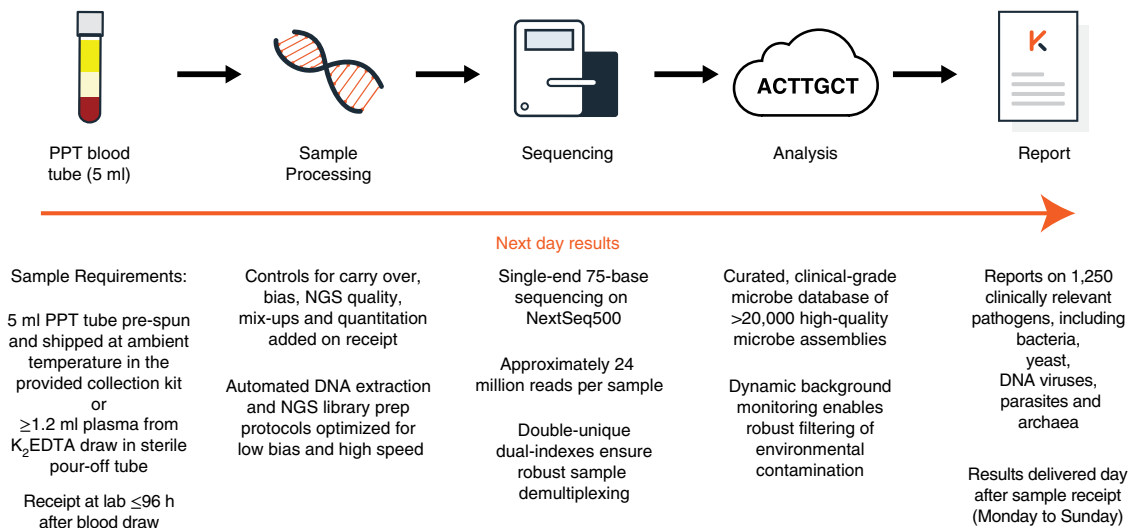 ACTTGCT
K
PPT blood
tube (5 ml)
Sample
Processing
Sequencing
Analysis
Report
Next day results
Sample Requirements:
5 ml PPT tube pre-spun
and shipped at ambient
temperature in the
provided collection kit
or
≥1.2 ml plasma from
K₂EDTA draw in sterile
pour-off tube
Receipt at lab ≤96 h
after blood draw
Controls for carry over,
bias, NGS quality,
mix-ups and quantitation
added on receipt
Automated DNA extraction
and NGS library prep
protocols optimized for
low bias and high speed
Single-end 75-base
sequencing on
NextSeq500
Approximately 24
million reads per sample
Double-unique
dual-indexes ensure
robust sample
demultiplexing
Curated, clinical-grade
microbe database of
>20,000 high-quality
microbe assemblies
Dynamic background
monitoring enables
robust filtering of
environmental
contamination
Reports on 1,250
clinically relevant
pathogens, including
bacteria,
yeast,
DNA viruses,
parasites and
archaea
Results delivered day
after sample receipt
(Monday to Sunday)